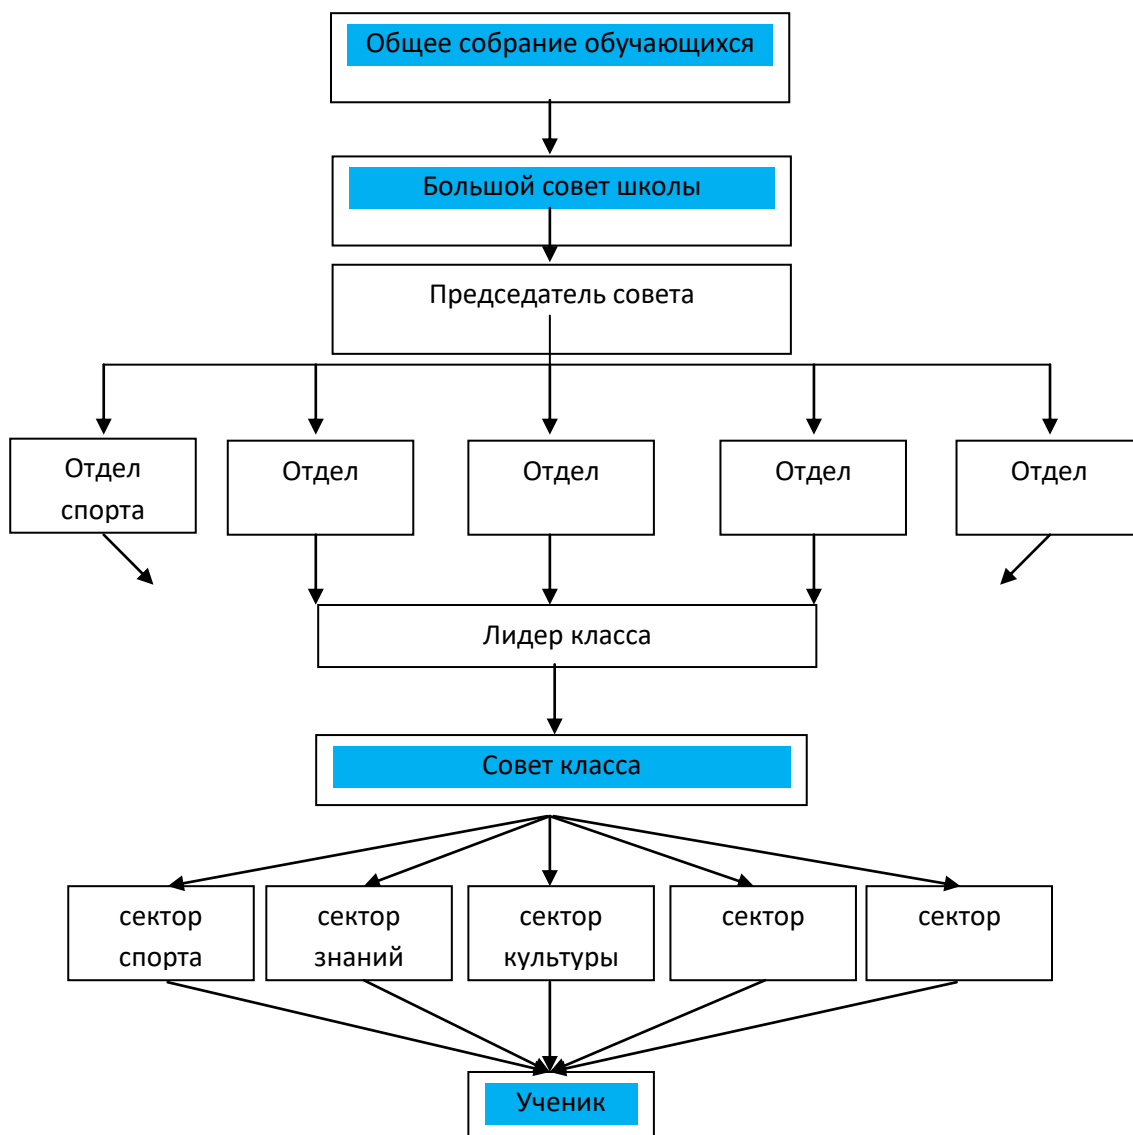 Общее собрание обучающихся
Большой совет школы
Председатель совета
Отдел
спорта
Отдел
Отдел
Отдел
Отдел
Лидер класса
Совет класса
сектор
спорта
сектор
знаний
сектор
культуры
сектор
сектор
Ученик